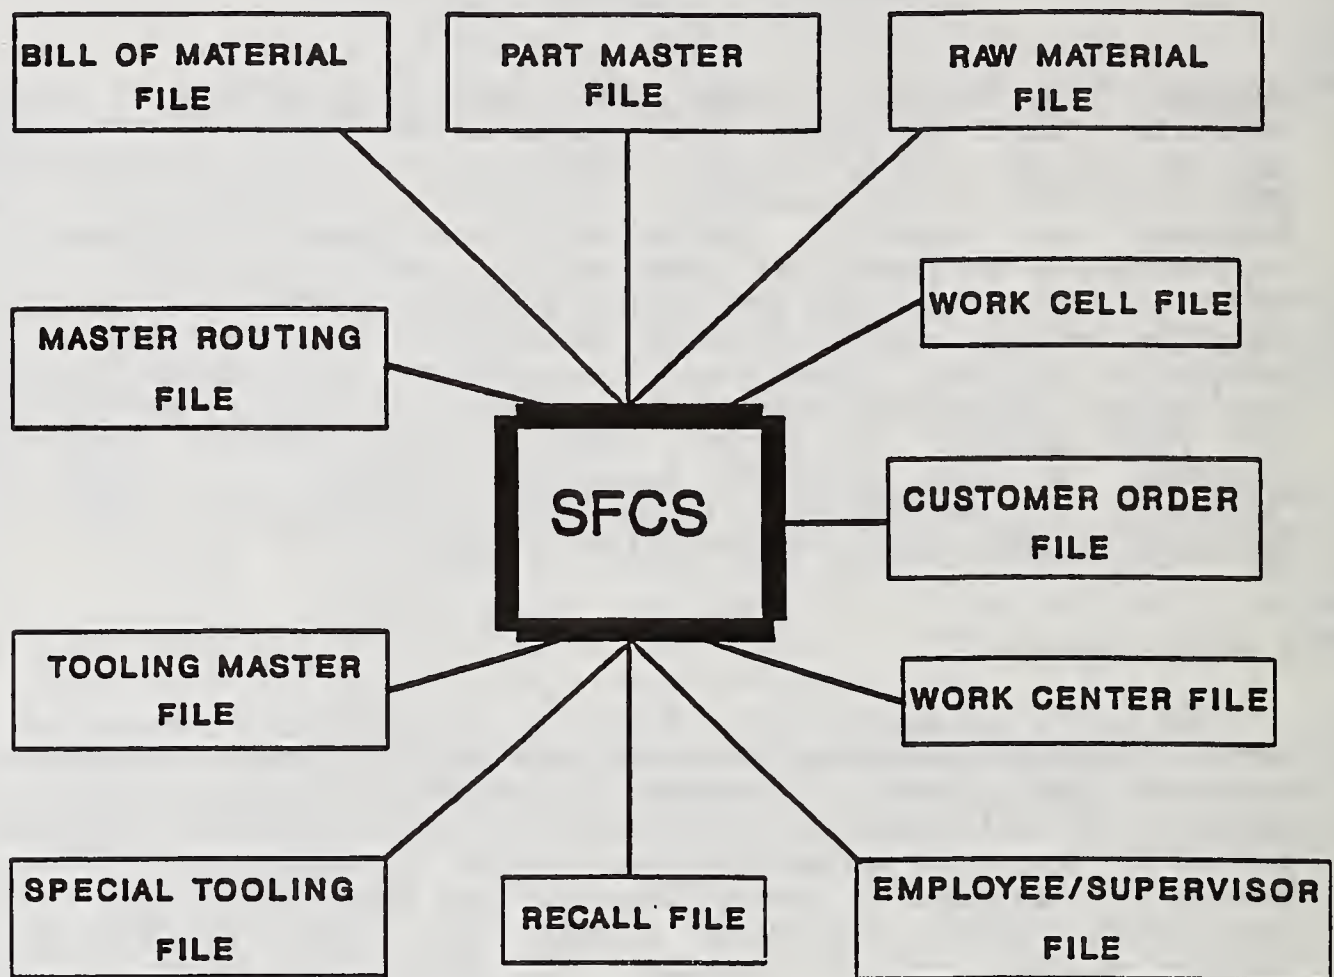 BILL OF MATERIAL
FILE
PART MASTER
FILE
RAW MATERIAL
FILE
WORK CELL FILE
MASTER ROUTING
FILE
SFCS
CUSTOMER ORDER
FILE
TOOLING MASTER
FILE
WORK CENTER FILE
SPECIAL TOOLING
FILE
RECALL FILE
EMPLOYEE/SUPERVISOR
FILE